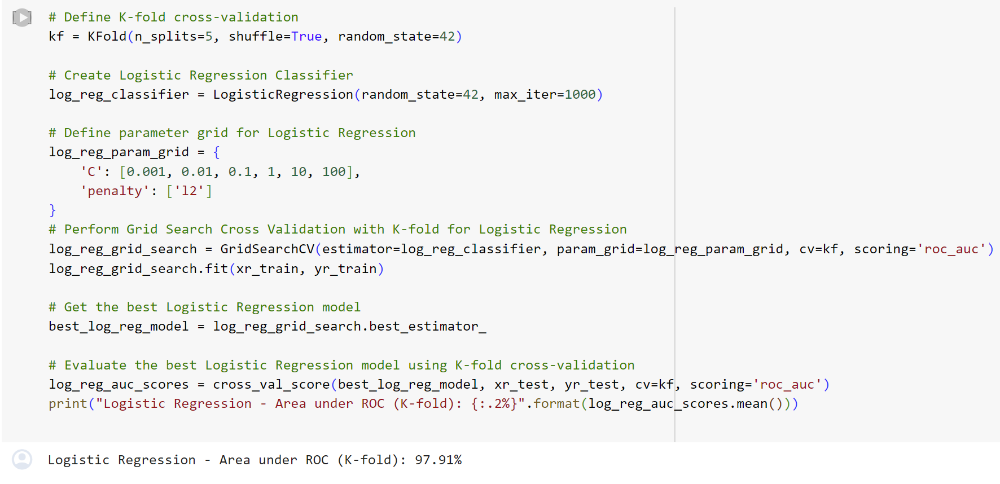 # Define K-fold cross-validation
kf = KFold(n_splits=5, shuffle=True, random_state=42)
# Create Logistic Regression Classifier
log_reg_classifier = LogisticRegression(random_state=42, max_iter=1000)
# Define parameter grid for Logistic Regression
log_reg_param_grid = {
    'C': [0.001, 0.01, 0.1, 1, 10, 100],
    'penalty': ['l2']
}
# Perform Grid Search Cross Validation with K-fold for Logistic Regression
log_reg_grid_search = GridSearchCV(estimator=log_reg_classifier, param_grid=log_reg_param_grid, cv=kf, scoring='roc_auc')
log_reg_grid_search.fit(xr_train, yr_train)
# Get the best Logistic Regression model
best_log_reg_model = log_reg_grid_search.best_estimator_
# Evaluate the best Logistic Regression model using K-fold cross-validation
log_reg_auc_scores = cross_val_score(best_log_reg_model, xr_test, yr_test, cv=kf, scoring='roc_auc')
print("Logistic Regression - Area under ROC (K-fold): {:.2%}".format(log_reg_auc_scores.mean()))
Logistic Regression - Area under ROC (K-fold): 97.91%